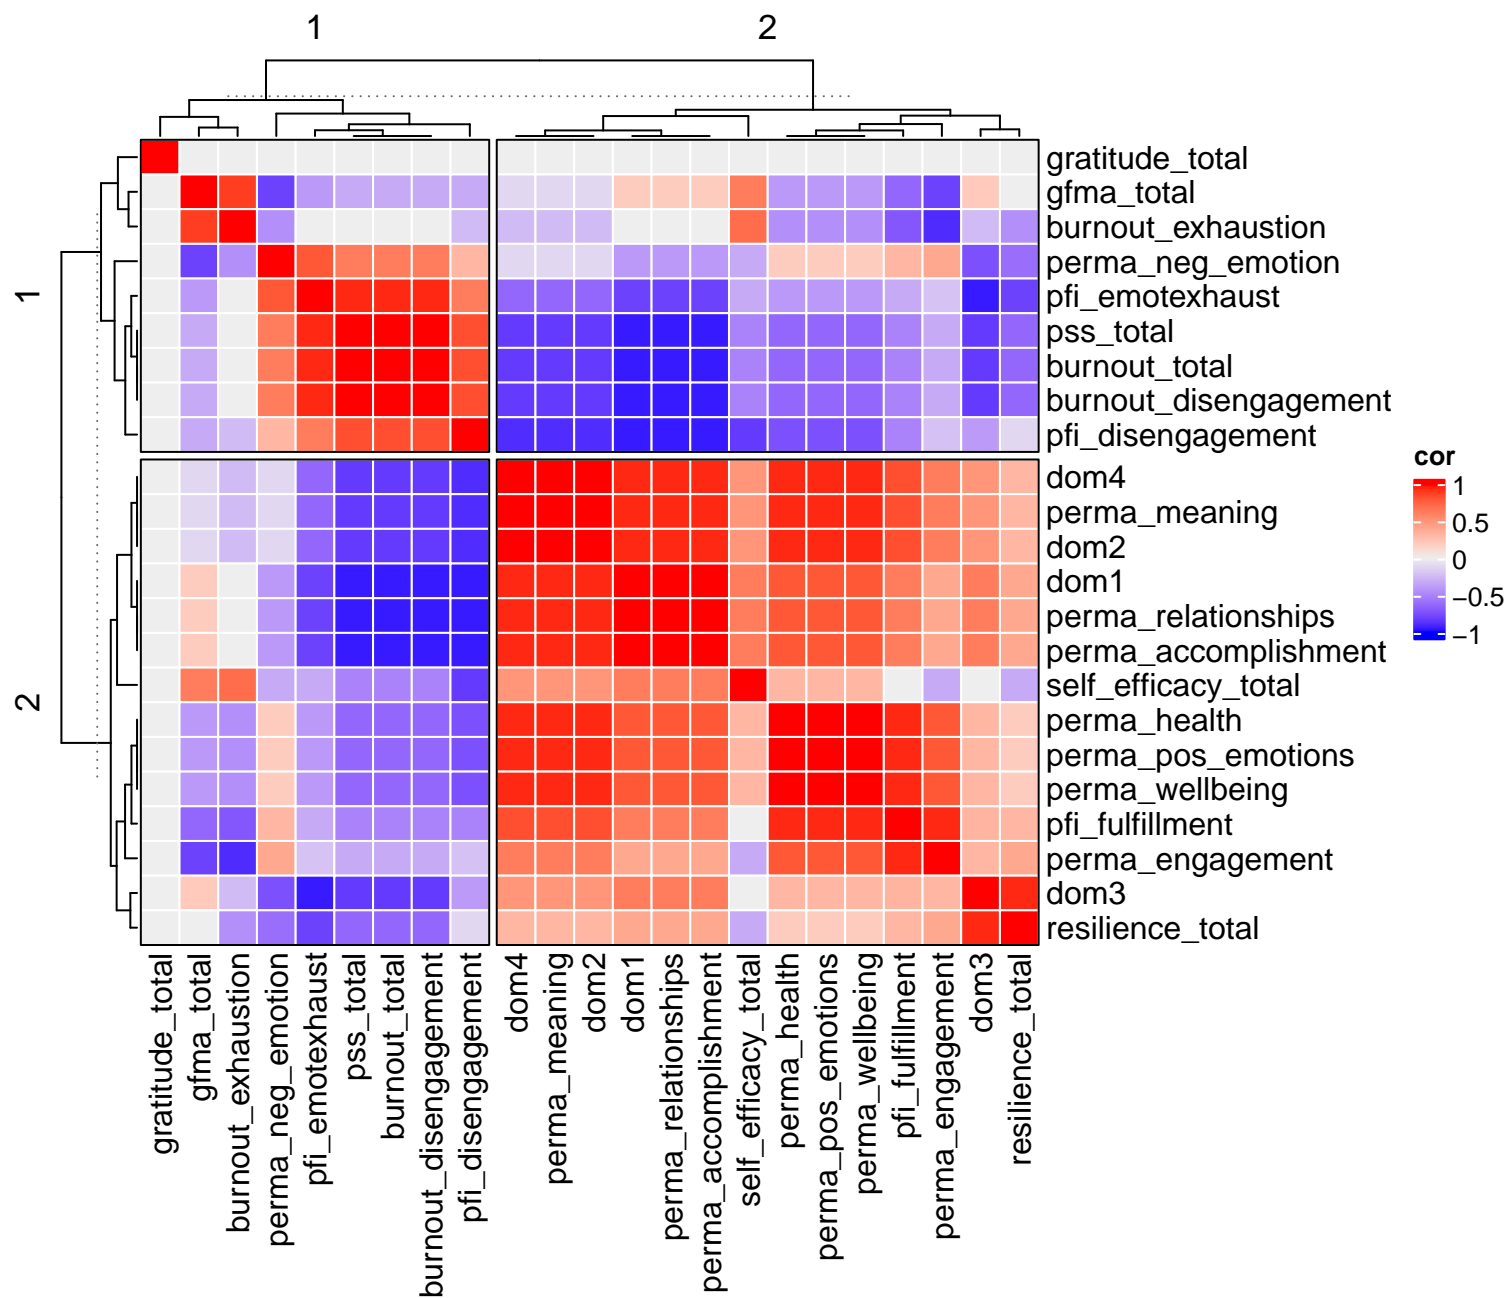 1
2
1
2
gratitude_total
gfma_total
burnout_exhaustion
perma_neg_emotion
pfi_emotexhaust
pss_total
burnout_total
burnout_disengagement
pfi_disengagement
dom4
perma_meaning
dom2
dom1
perma_relationships
perma_accomplishment
self_efficacy_total
perma_health
perma_pos_emotions
perma_wellbeing
pfi_fulfillment
perma_engagement
dom3
resilience_total
cor
1
0.5
0
−0.5
−1
gratitude_total
gfma_total
burnout_exhaustion
perma_neg_emotion
pfi_emotexhaust
pss_total
burnout_total
burnout_disengagement
pfi_disengagement
dom4
perma_meaning
dom2
dom1
perma_relationships
perma_accomplishment
self_efficacy_total
perma_health
perma_pos_emotions
perma_wellbeing
pfi_fulfillment
perma_engagement
dom3
resilience_total